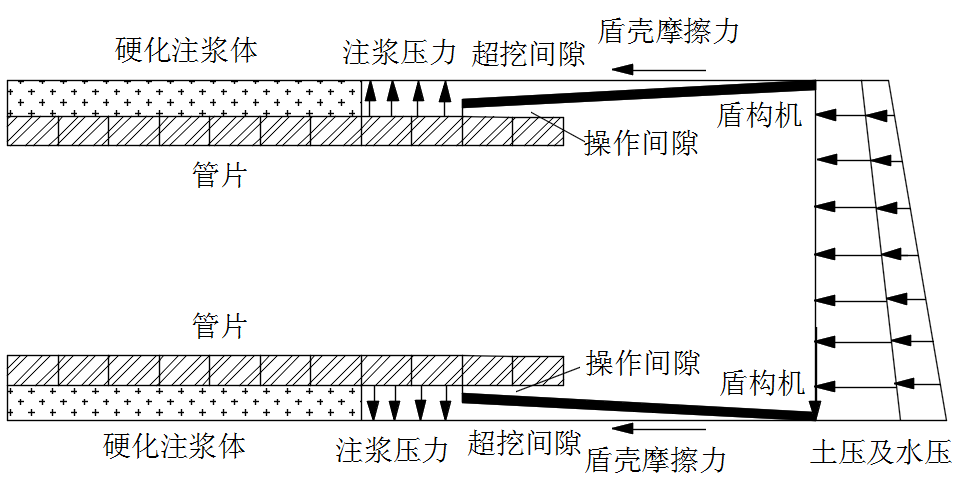 硬化注浆体
注浆压力
超挖间隙
盾壳摩擦力
盾构机
操作间隙
管片
管片
操作间隙
盾构机
硬化注浆体
注浆压力
超挖间隙
盾壳摩擦力
土压及水压